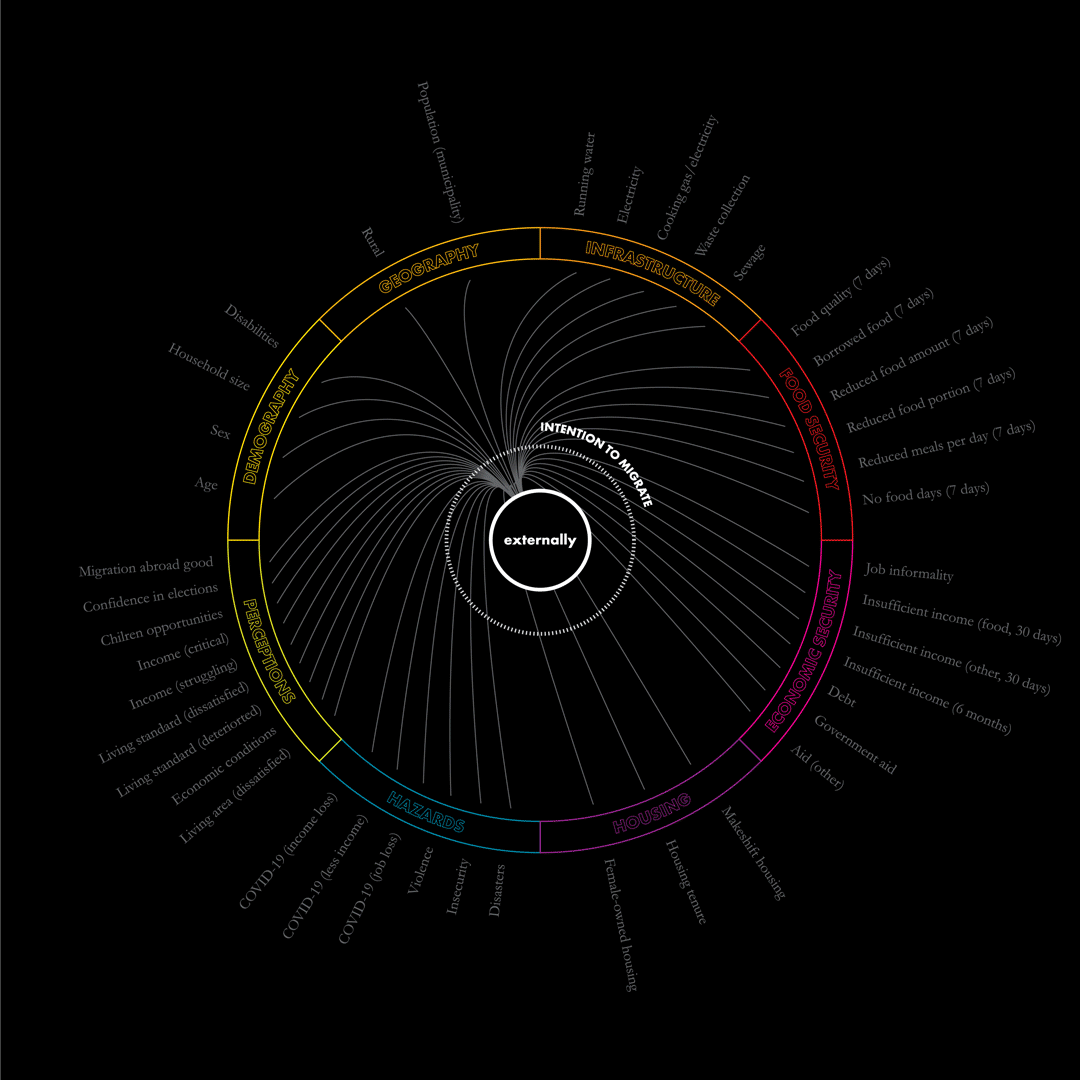 INTENTION TO MIGRATE
externally
INFRASTRUCTURE
Running water
Electricity
Cooking gas/electricity
Waste collection
Sewage
FOOD SECURITY
Food quality (7 days)
Borrowed food (7 days)
Reduced food amount (7 days)
Reduced food portion (7 days)
Reduced meals per day (7 days)
No food days (7 days)
ECONOMIC SECURITY
Job informality
Insufficient income (food, 30 days)
Insufficient income (other, 30 days)
Insufficient income (6 months)
Debt
Government aid
Aid (other)
HOUSING
Makeshift housing
Housing tenure
Female-owned housing
HAZARDS
Disasters
Insecurity
Violence
COVID-19 (job loss)
COVID-19 (less income)
COVID-19 (income loss)
PERCEPTIONS
Living area (dissatisfied)
Economic conditions
Living standard (deteriorted)
Living standard (dissatisfied)
Income (struggling)
Income (critical)
Chilren opportunities
Confidence in elections
Migration abroad good
DEMOGRAPHY
Age
Sex
Household size
Disabilities
GEOGRAPHY
Rural
Population (municipality)